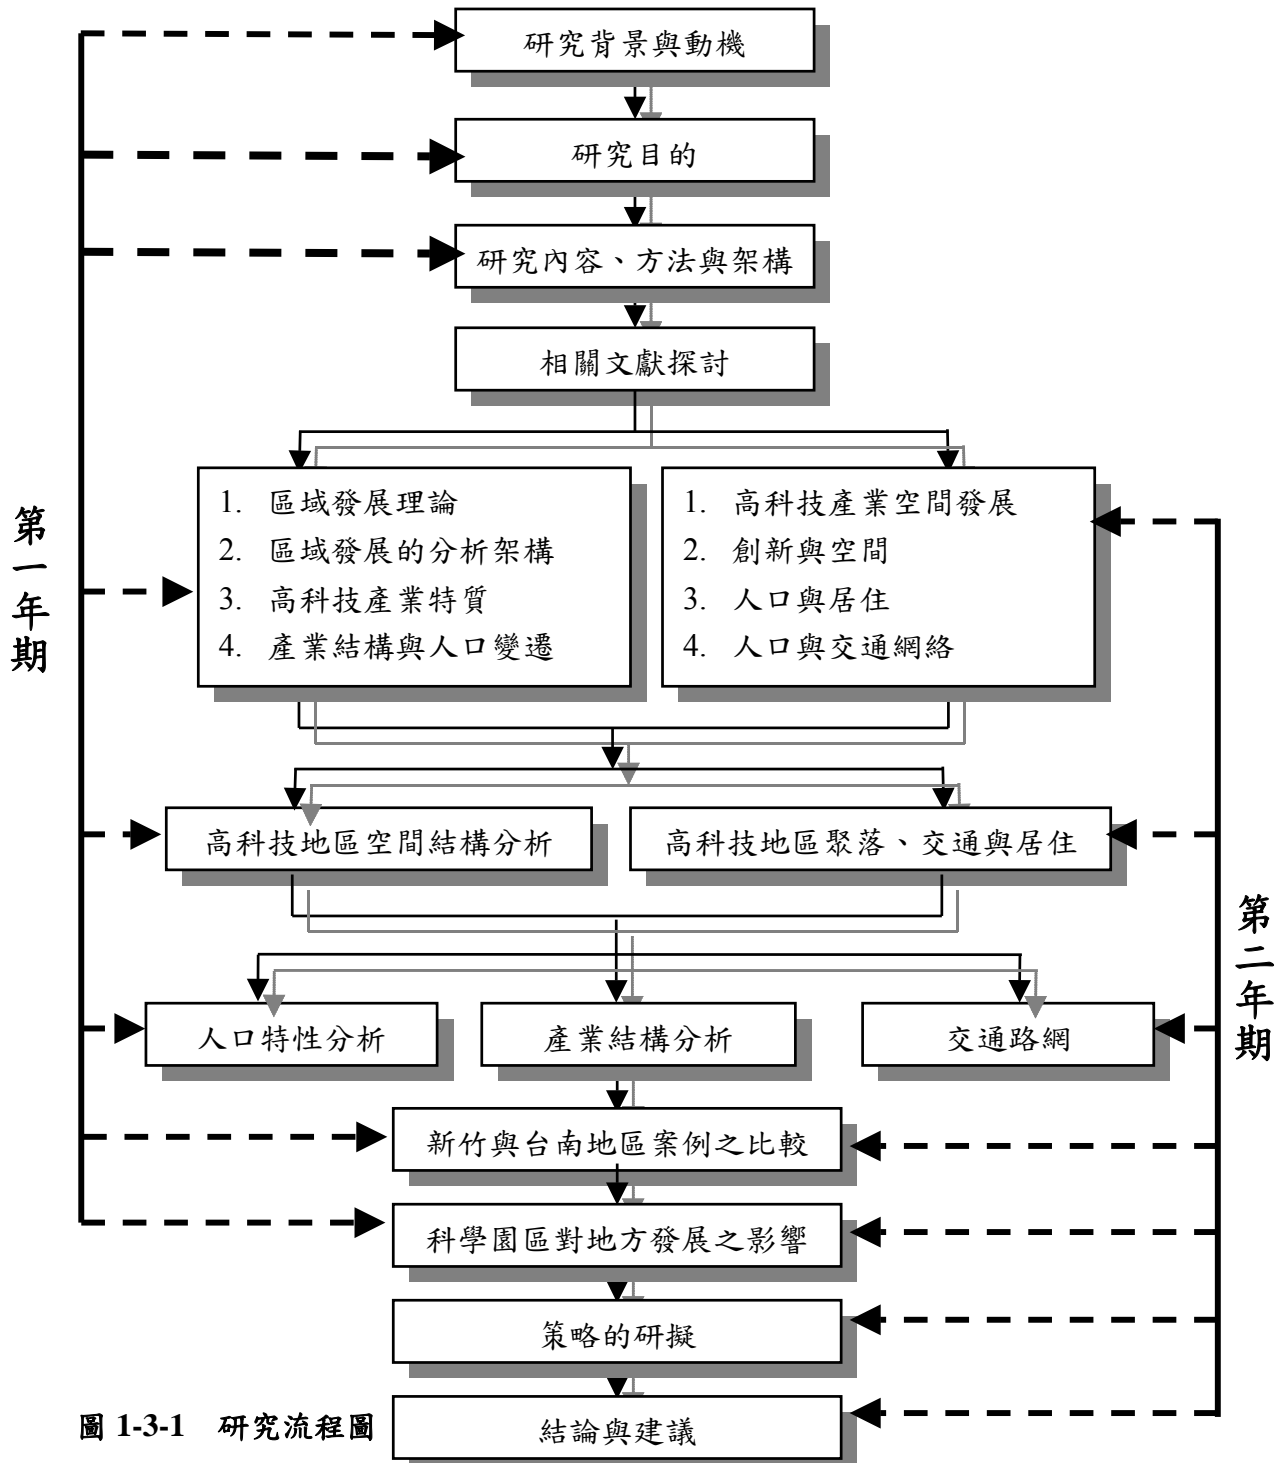 研究背景與動機
研究目的
研究內容、方法與架構
相關文獻探討
1. 區域發展理論
2. 區域發展的分析架構
3. 高科技產業特質
4. 產業結構與人口變遷
1. 高科技產業空間發展
2. 創新與空間
3. 人口與居住
4. 人口與交通網絡
第一年期
高科技地區空間結構分析
高科技地區聚落、交通與居住
第二年期
人口特性分析
產業結構分析
交通路網
新竹與台南地區案例之比較
科學園區對地方發展之影響
策略的研擬
結論與建議
圖 1-3-1 研究流程圖